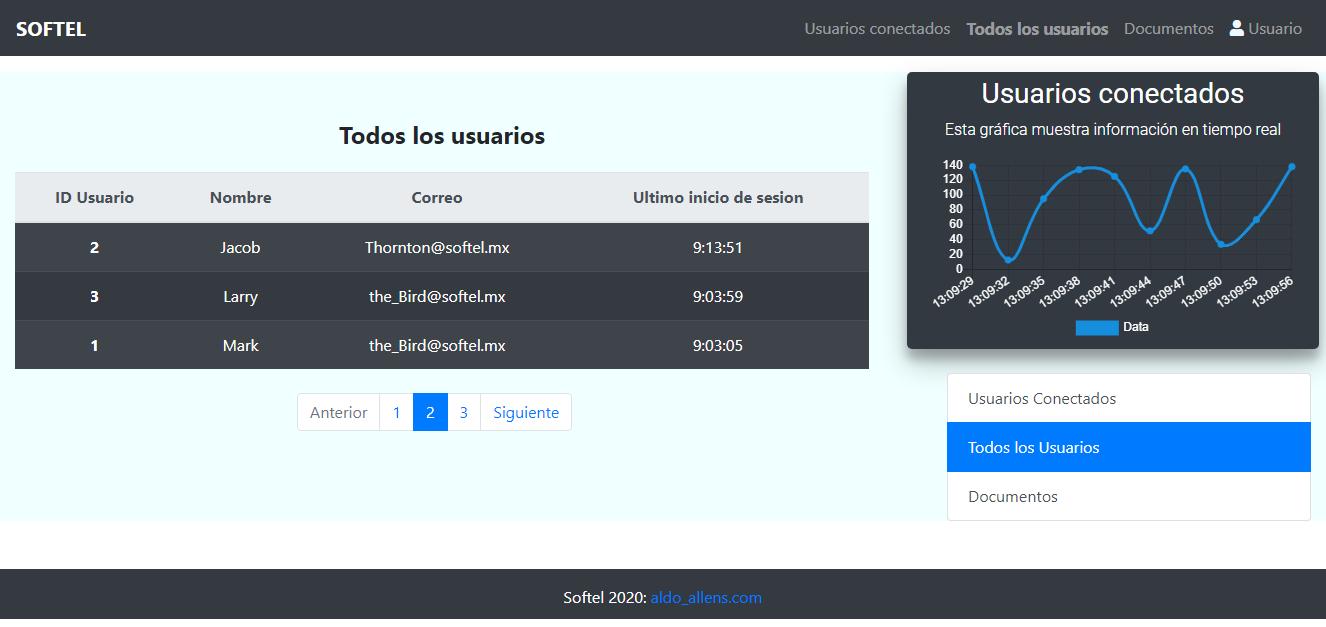 SOFTEL Usuarios conectados Todos los usuarios Documentos Usuario
Todos los usuarios
ID Usuario Nombre Correo Ultimo inicio de sesion
2 Jacob Thornton@softel.mx 9:13:51
3 Larry the_Bird@softel.mx 9:03:59
1 Mark the_Bird@softel.mx 9:03:05
Anterior 1 2 3 Siguiente
Usuarios conectados
Esta gráfica muestra información en tiempo real
140
120
100
80
60
40
20
0
13:09:29 13:09:32 13:09:35 13:09:38 13:09:41 13:09:44 13:09:47 13:09:50 13:09:53 13:09:56
Data
Usuarios Conectados
Todos los Usuarios
Documentos
Softel 2020: aldo_allens.com